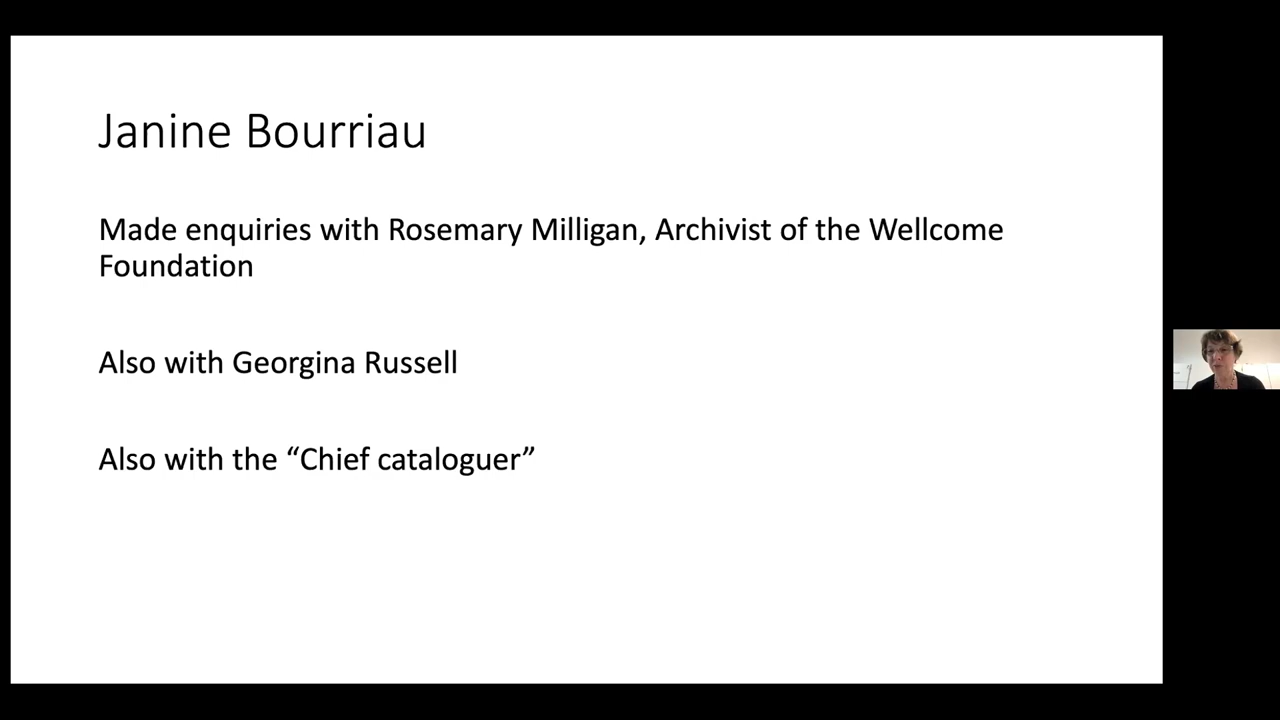 Janine Bourriau
Made enquiries with Rosemary Milligan, Archivist of the Wellcome
Foundation
Also with Georgina Russell
Also with the “Chief cataloguer”